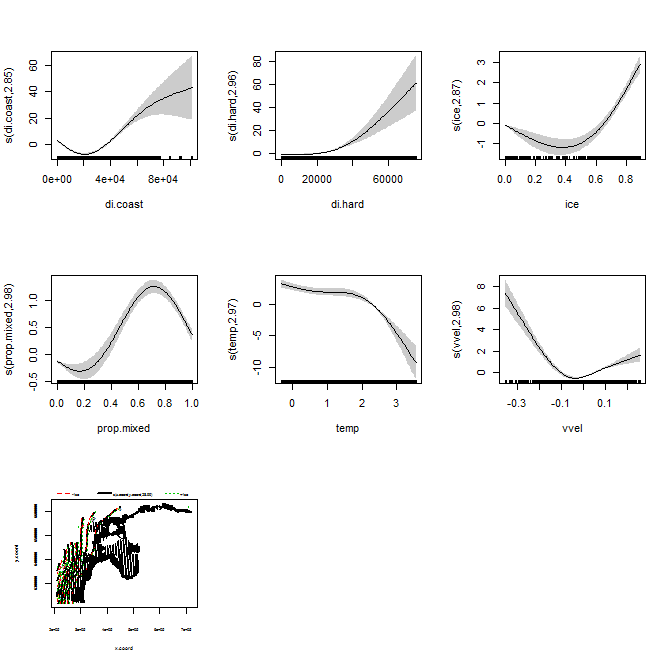 s(di.coast,2.85)
60
40
20
0
0e+00 4e+04 8e+04
di.coast
s(di.hard,2.96)
80
60
40
20
0
0 20000 60000
di.hard
s(ice,2.87)
3
2
1
0
-1
0.0 0.2 0.4 0.6 0.8
ice
s(prop.mixed,2.98)
1.0
0.5
0.0
-0.5
0.0 0.2 0.4 0.6 0.8 1.0
prop.mixed
s(temp,2.97)
0
-5
-10
0 1 2 3
temp
s(vvel,2.98)
8
6
4
2
0
-0.3 -0.1 0.1
vvel
y.coord
x.coord